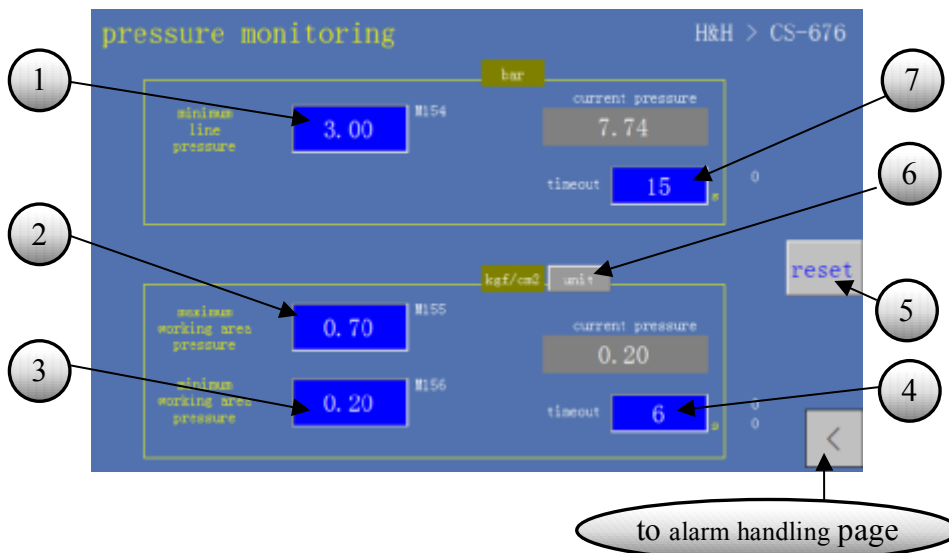 pressure monitoring
H&H > CS-676
1
bar
7
minimum
line
pressure
3.00
M154
current pressure
7.74
timeout
15
s
0
6
2
kgf/cm2
unit
reset
maximum
working area
pressure
0.70
M155
current pressure
0.20
5
3
minimum
working area
pressure
0.20
M156
timeout
6
s
0
0
4
<
to alarm handling page